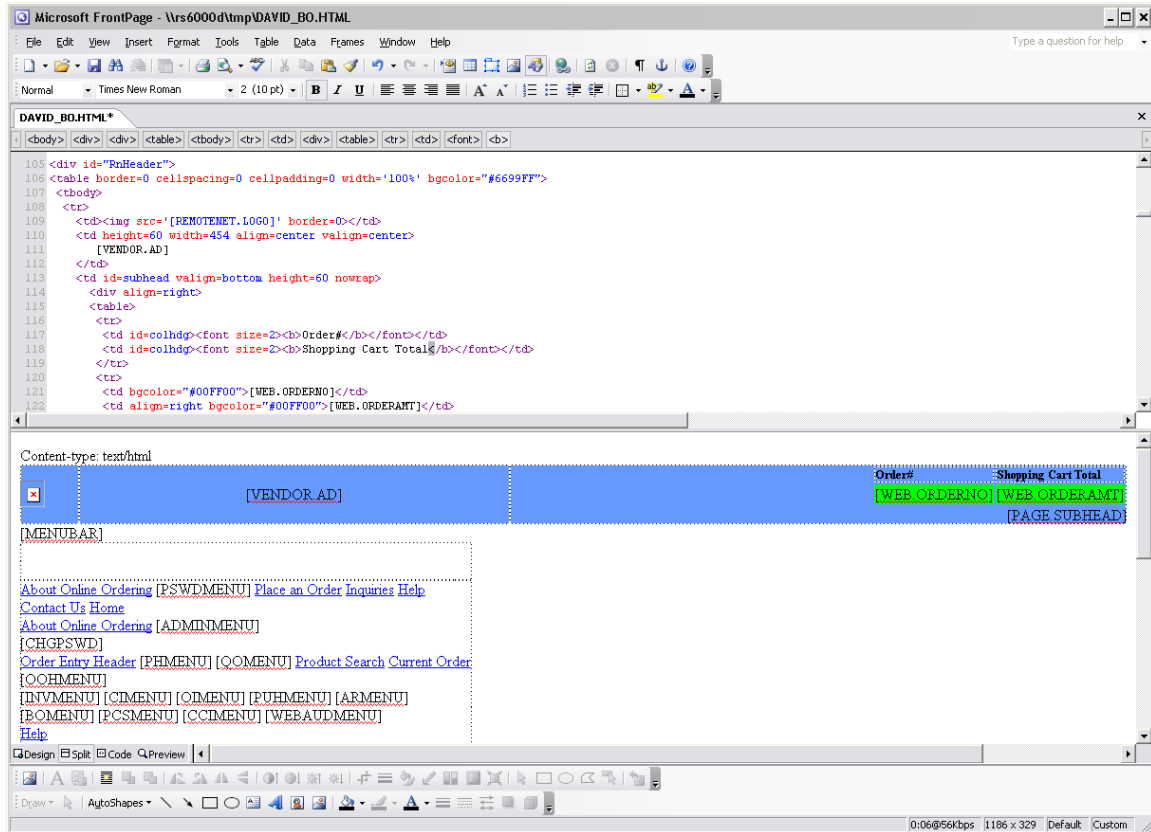 Microsoft FrontPage - \\rs6000d\tmp\DAVID_BO.HTML
File Edit View Insert Format Tools Table Data Frames Window Help Type a question for help
Normal Times New Roman 2 (10 pt) B I U A A ab A
DAVID_BO.HTML*
<body> <div> <div> <table> <tbody> <tr> <td> <div> <table> <tr> <td> <font> <b>
105 <div id="RnHeader">
106 <table border=0 cellspacing=0 cellpadding=0 width='100%' bgcolor="#6699FF">
107 <tbody>
108 <tr>
109 <td><img src='[REMOTENET.LOGO]' border=0></td>
110 <td height=60 width=454 align=center valign=center>
111 [VENDOR.AD]
112 </td>
113 <td id=subhead valign=bottom height=60 nowrap>
114 <div align=right>
115 <table>
116 <tr>
117 <td id=colhdg><font size=2><b>Order#</b></font></td>
118 <td id=colhdg><font size=2><b>Shopping Cart Total</b></font></td>
119 </tr>
120 <tr>
121 <td bgcolor="#00FF00">[WEB.ORDERNO]</td>
122 <td align=right bgcolor="#00FF00">[WEB.ORDERAMT]</td>
Content-type: text/html
Order# Shopping Cart Total
[VENDOR.AD] [WEB.ORDERNO] [WEB.ORDERAMT]
[PAGE.SUBHEAD]
[MENUBAR]
About Online Ordering [PSWDMENU] Place an Order Inquiries Help
Contact Us Home
About Online Ordering [ADMINMENU]
[CHGPSWD]
Order Entry Header [PHMENU] [QOMENU] Product Search Current Order
[OOHMENU]
[INVMENU] [CIMENU] [OIMENU] [PUHMENU] [ARMENU]
[BOMENU] [PCSMENU] [CCIMENU] [WEBAUDMENU]
Help
Design Split Code Preview
Draw AutoShapes
0:06@56Kbps 1186 x 329 Default Custom